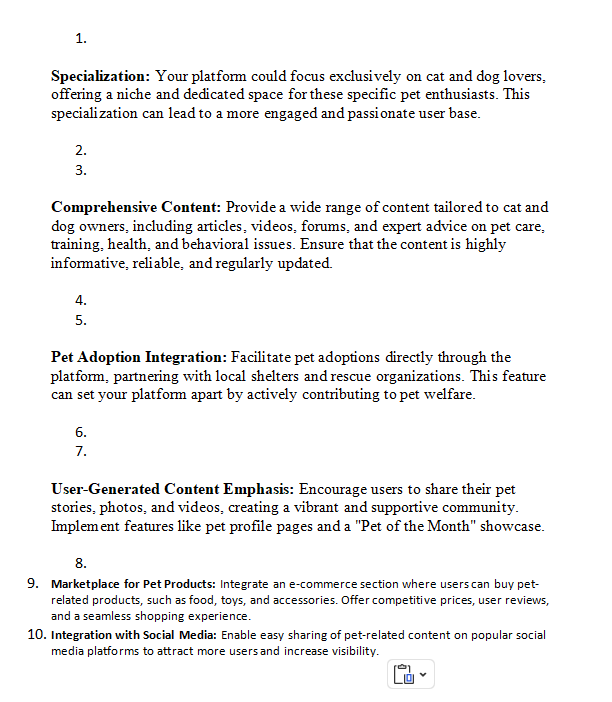 1.
Specialization: Your platform could focus exclusively on cat and dog lovers,
offering a niche and dedicated space for these specific pet enthusiasts. This
specialization can lead to a more engaged and passionate user base.
2.
3.
Comprehensive Content: Provide a wide range of content tailored to cat and
dog owners, including articles, videos, forums, and expert advice on pet care,
training, health, and behavioral issues. Ensure that the content is highly
informative, reliable, and regularly updated.
4.
5.
Pet Adoption Integration: Facilitate pet adoptions directly through the
platform, partnering with local shelters and rescue organizations. This feature
can set your platform apart by actively contributing to pet welfare.
6.
7.
User-Generated Content Emphasis: Encourage users to share their pet
stories, photos, and videos, creating a vibrant and supportive community.
Implement features like pet profile pages and a "Pet of the Month" showcase.
8.
9. Marketplace for Pet Products: Integrate an e-commerce section where users can buy pet-
related products, such as food, toys, and accessories. Offer competitive prices, user reviews,
and a seamless shopping experience.
10. Integration with Social Media: Enable easy sharing of pet-related content on popular social
media platforms to attract more users and increase visibility.